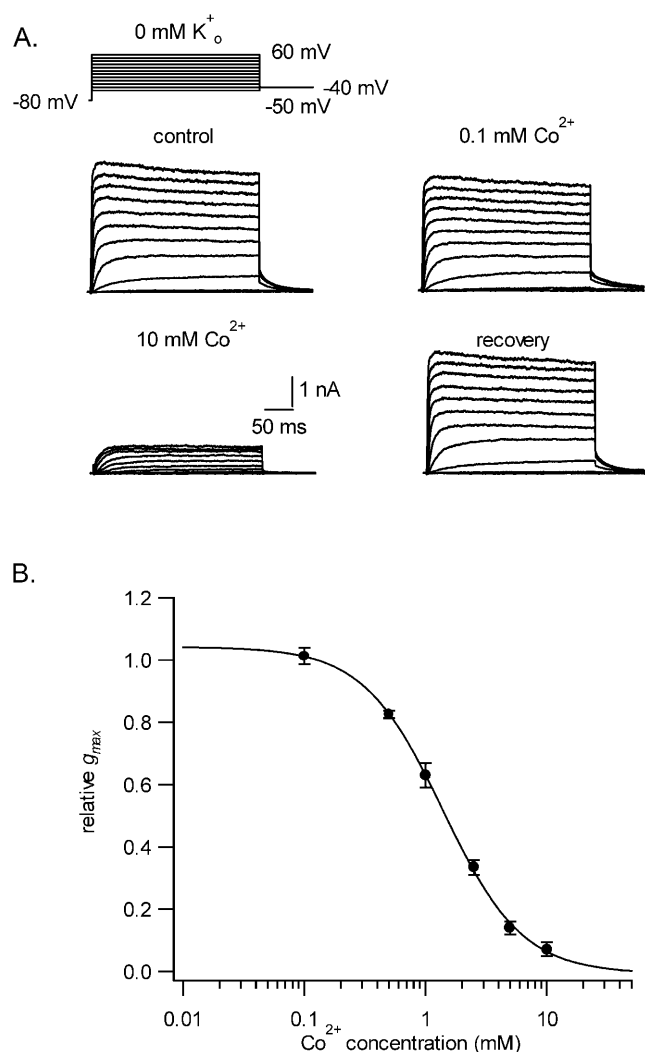 A.
0 mM K⁺o
60 mV
-40 mV
-80 mV
-50 mV
control
0.1 mM Co²⁺
10 mM Co²⁺
recovery
1 nA
50 ms
B.
1.2
1.0
0.8
0.6
0.4
0.2
0.0
relative gmax
0.01
0.1
1
10
Co²⁺ concentration (mM)